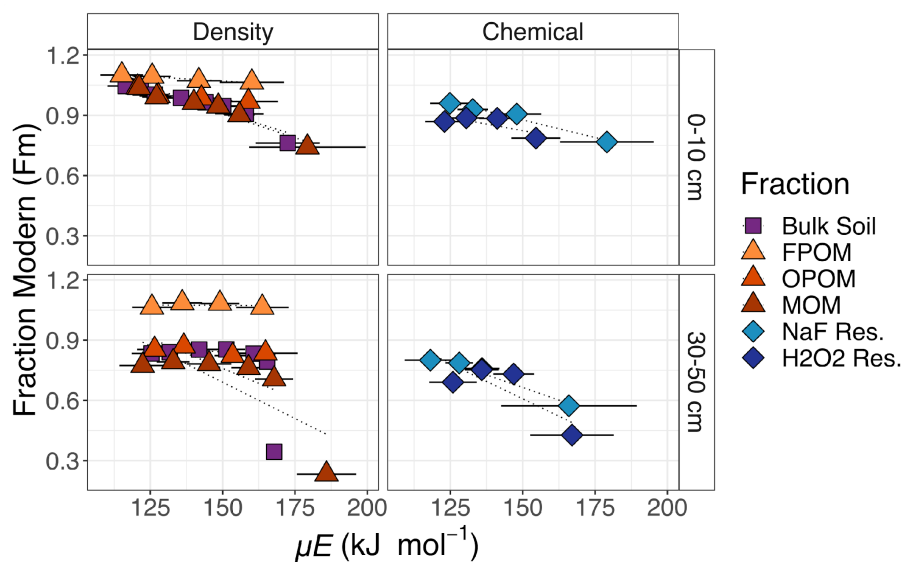 Density
Chemical
Fraction Modern (Fm)
1.2
0.9
0.6
0.3
0-10 cm
1.2
0.9
0.6
0.3
30-50 cm
125
150
175
200
125
150
175
200
µE (kJ mol⁻¹)
Fraction
Bulk Soil
FPOM
OPOM
MOM
NaF Res.
H2O2 Res.